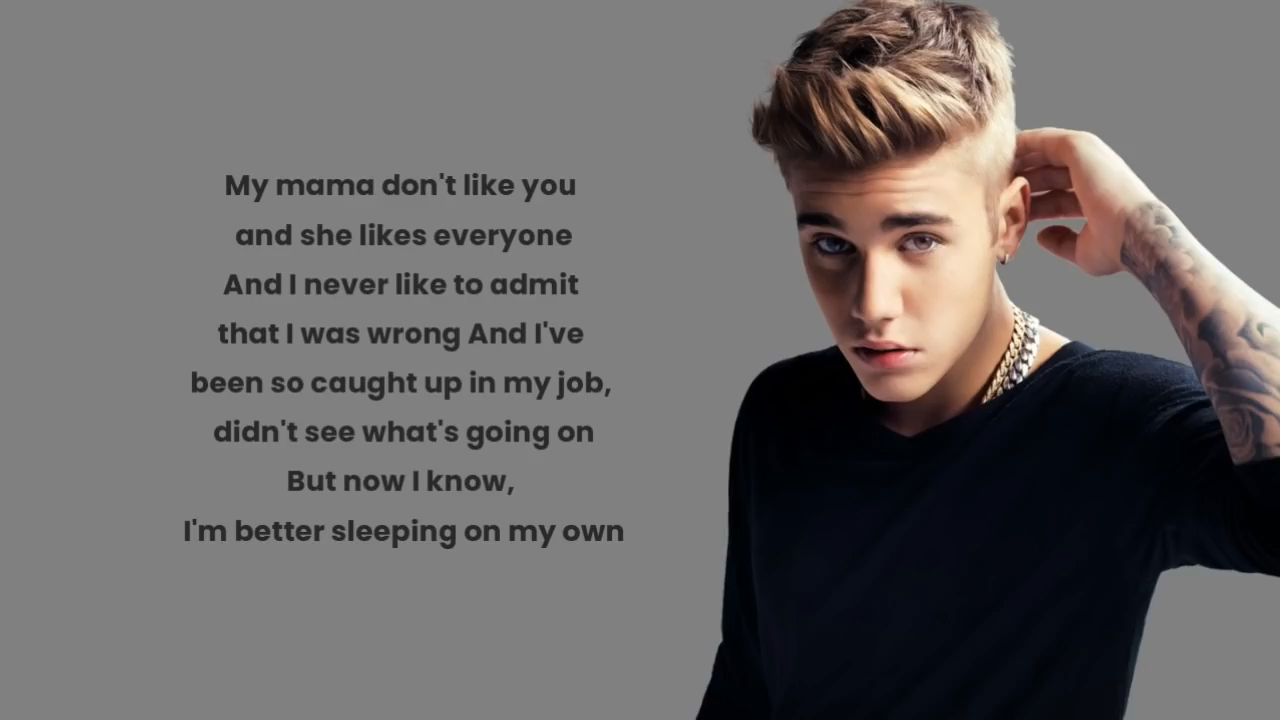 My mama don't like you
and she likes everyone
And I never like to admit
that I was wrong And I've
been so caught up in my job,
didn't see what's going on
But now I know,
I'm better sleeping on my own